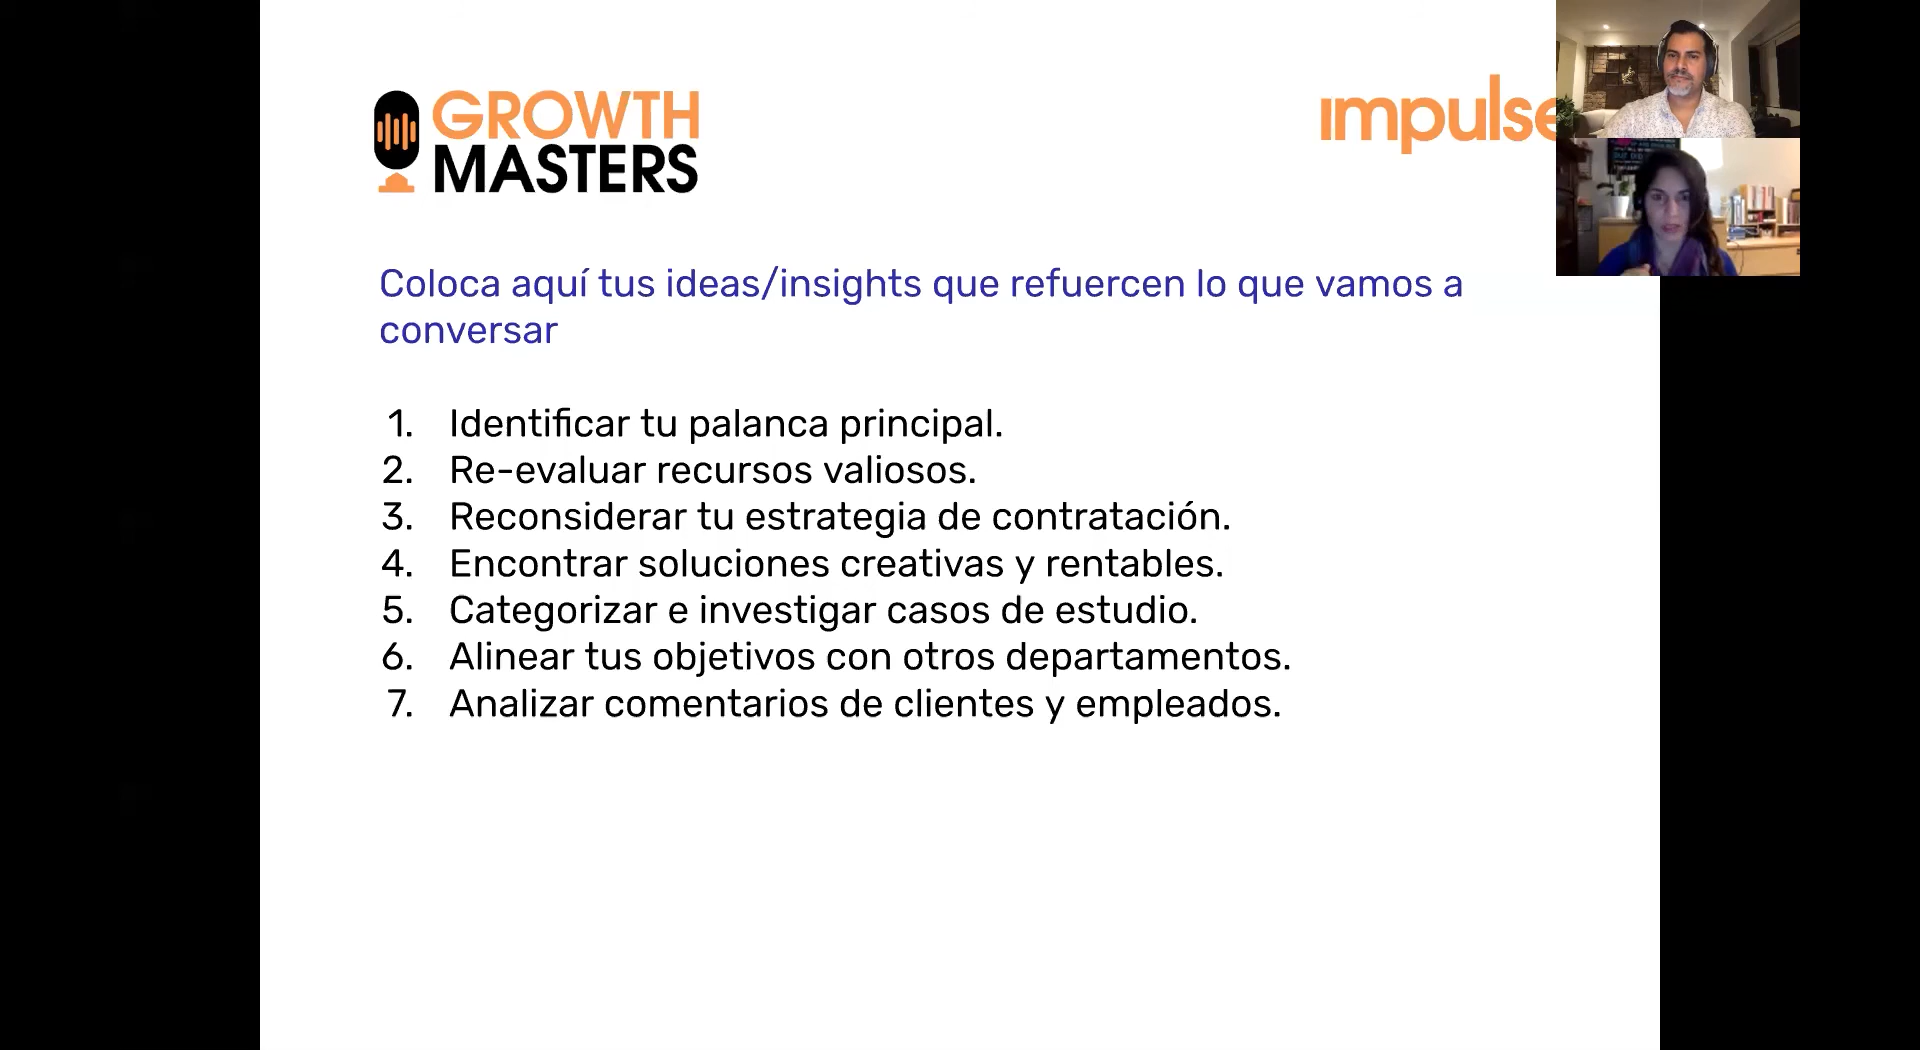 GROWTH
MASTERS
impulse
Coloca aquí tus ideas/insights que refuercen lo que vamos a
conversar
1. Identificar tu palanca principal.
2. Re-evaluar recursos valiosos.
3. Reconsiderar tu estrategia de contratación.
4. Encontrar soluciones creativas y rentables.
5. Categorizar e investigar casos de estudio.
6. Alinear tus objetivos con otros departamentos.
7. Analizar comentarios de clientes y empleados.